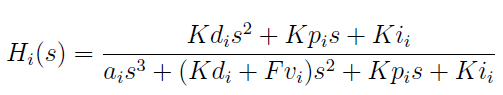 H_i(s) = \frac{Kd_i s^2 + Kp_i s + Ki_i}{a_i s^3 + (Kd_i + Fv_i)s^2 + Kp_i s + Ki_i}